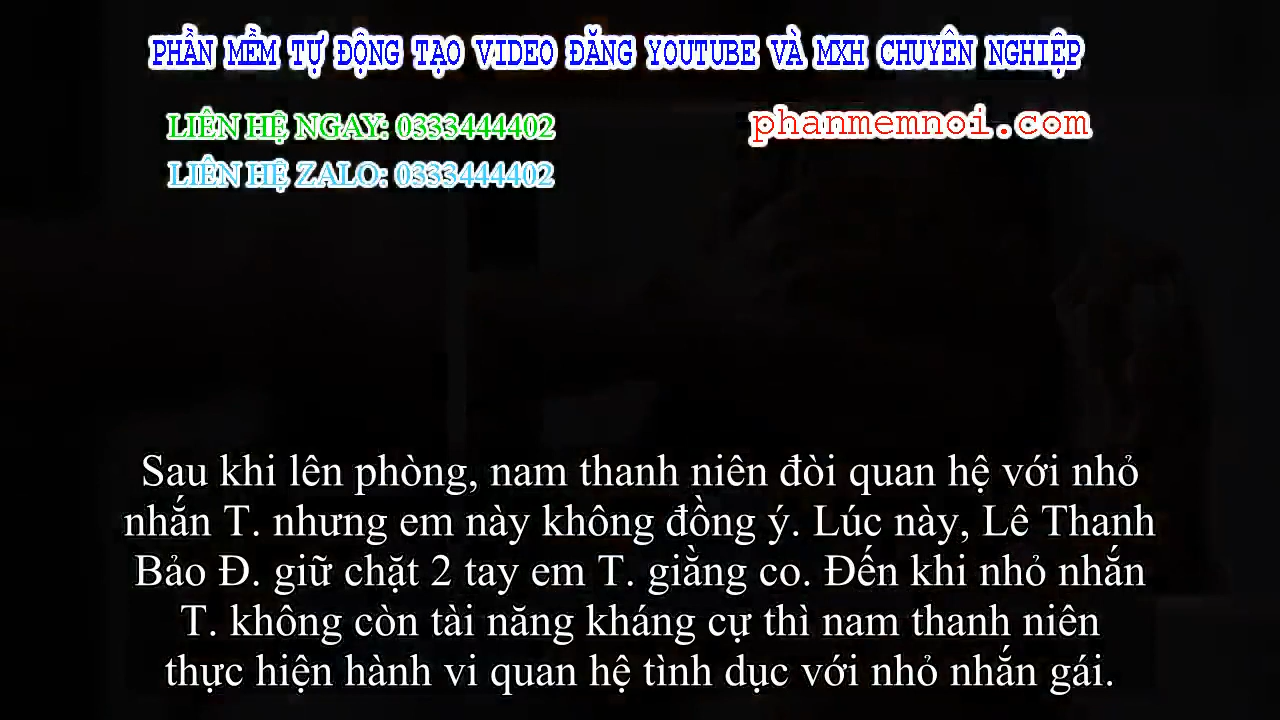 PHẦN MỀM TỰ ĐỘNG TẠO VIDEO ĐĂNG YOUTUBE VÀ MXH CHUYÊN NGHIỆP
LIÊN HỆ NGAY: 0333444402
phanmemnoi.com
LIÊN HỆ ZALO: 0333444402
Sau khi lên phòng, nam thanh niên đòi quan hệ với nhỏ
nhắn T. nhưng em này không đồng ý. Lúc này, Lê Thanh
Bảo Đ. giữ chặt 2 tay em T. giằng co. Đến khi nhỏ nhắn
T. không còn tài năng kháng cự thì nam thanh niên
thực hiện hành vi quan hệ tình dục với nhỏ nhắn gái.